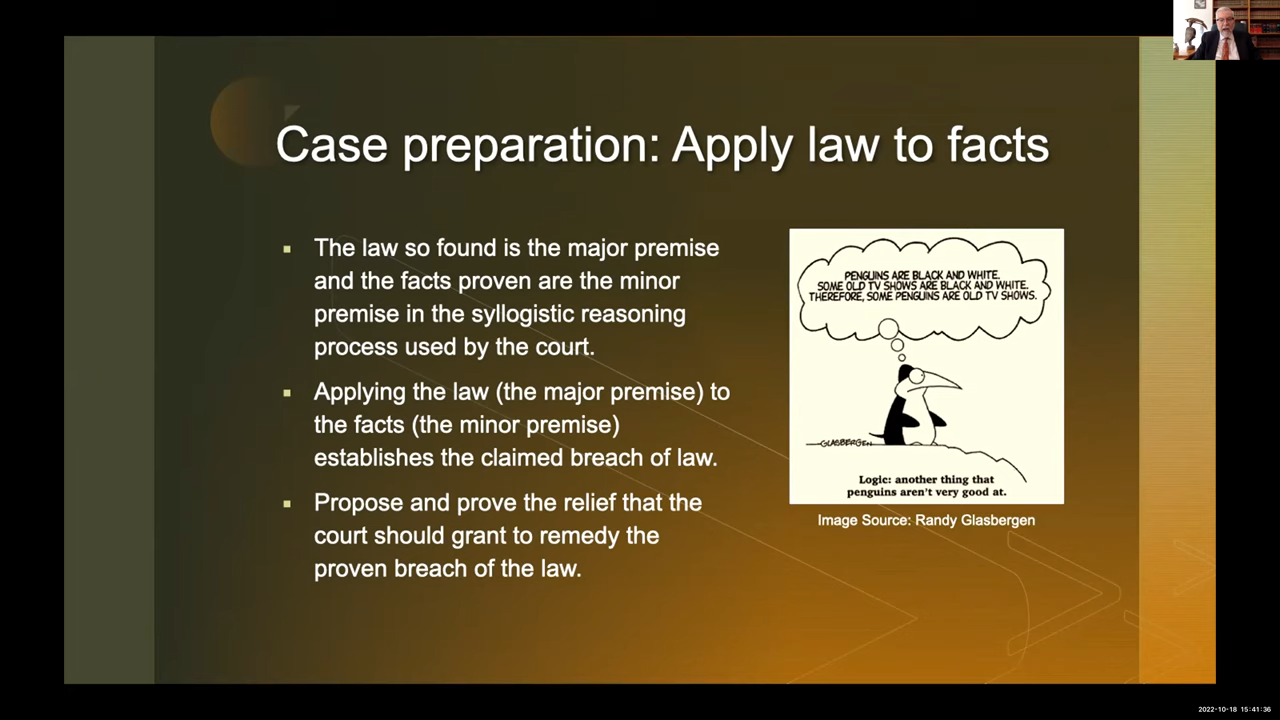 Case preparation: Apply law to facts
▪ The law so found is the major premise
and the facts proven are the minor
premise in the syllogistic reasoning
process used by the court.
▪ Applying the law (the major premise) to
the facts (the minor premise)
establishes the claimed breach of law.
▪ Propose and prove the relief that the
court should grant to remedy the
proven breach of the law.
PENGUINS ARE BLACK AND WHITE.
SOME OLD TV SHOWS ARE BLACK AND WHITE.
THEREFORE, SOME PENGUINS ARE OLD TV SHOWS.
GLASBERGEN
Logic: another thing that
penguins aren't very good at.
Image Source: Randy Glasbergen
2022-10-18 15:41:36